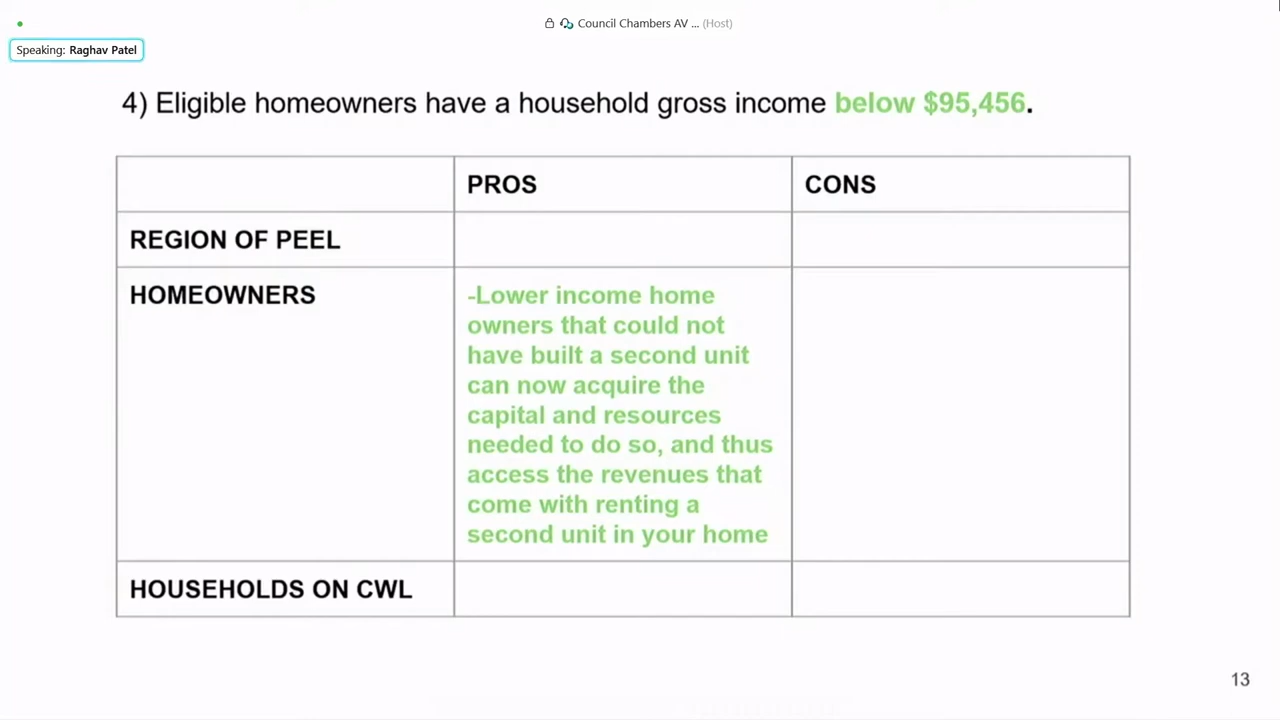 Council Chambers AV ... (Host)
Speaking: Raghav Patel
4) Eligible homeowners have a household gross income below $95,456.
PROS
CONS
REGION OF PEEL
HOMEOWNERS
-Lower income home
owners that could not
have built a second unit
can now acquire the
capital and resources
needed to do so, and thus
access the revenues that
come with renting a
second unit in your home
HOUSEHOLDS ON CWL
13